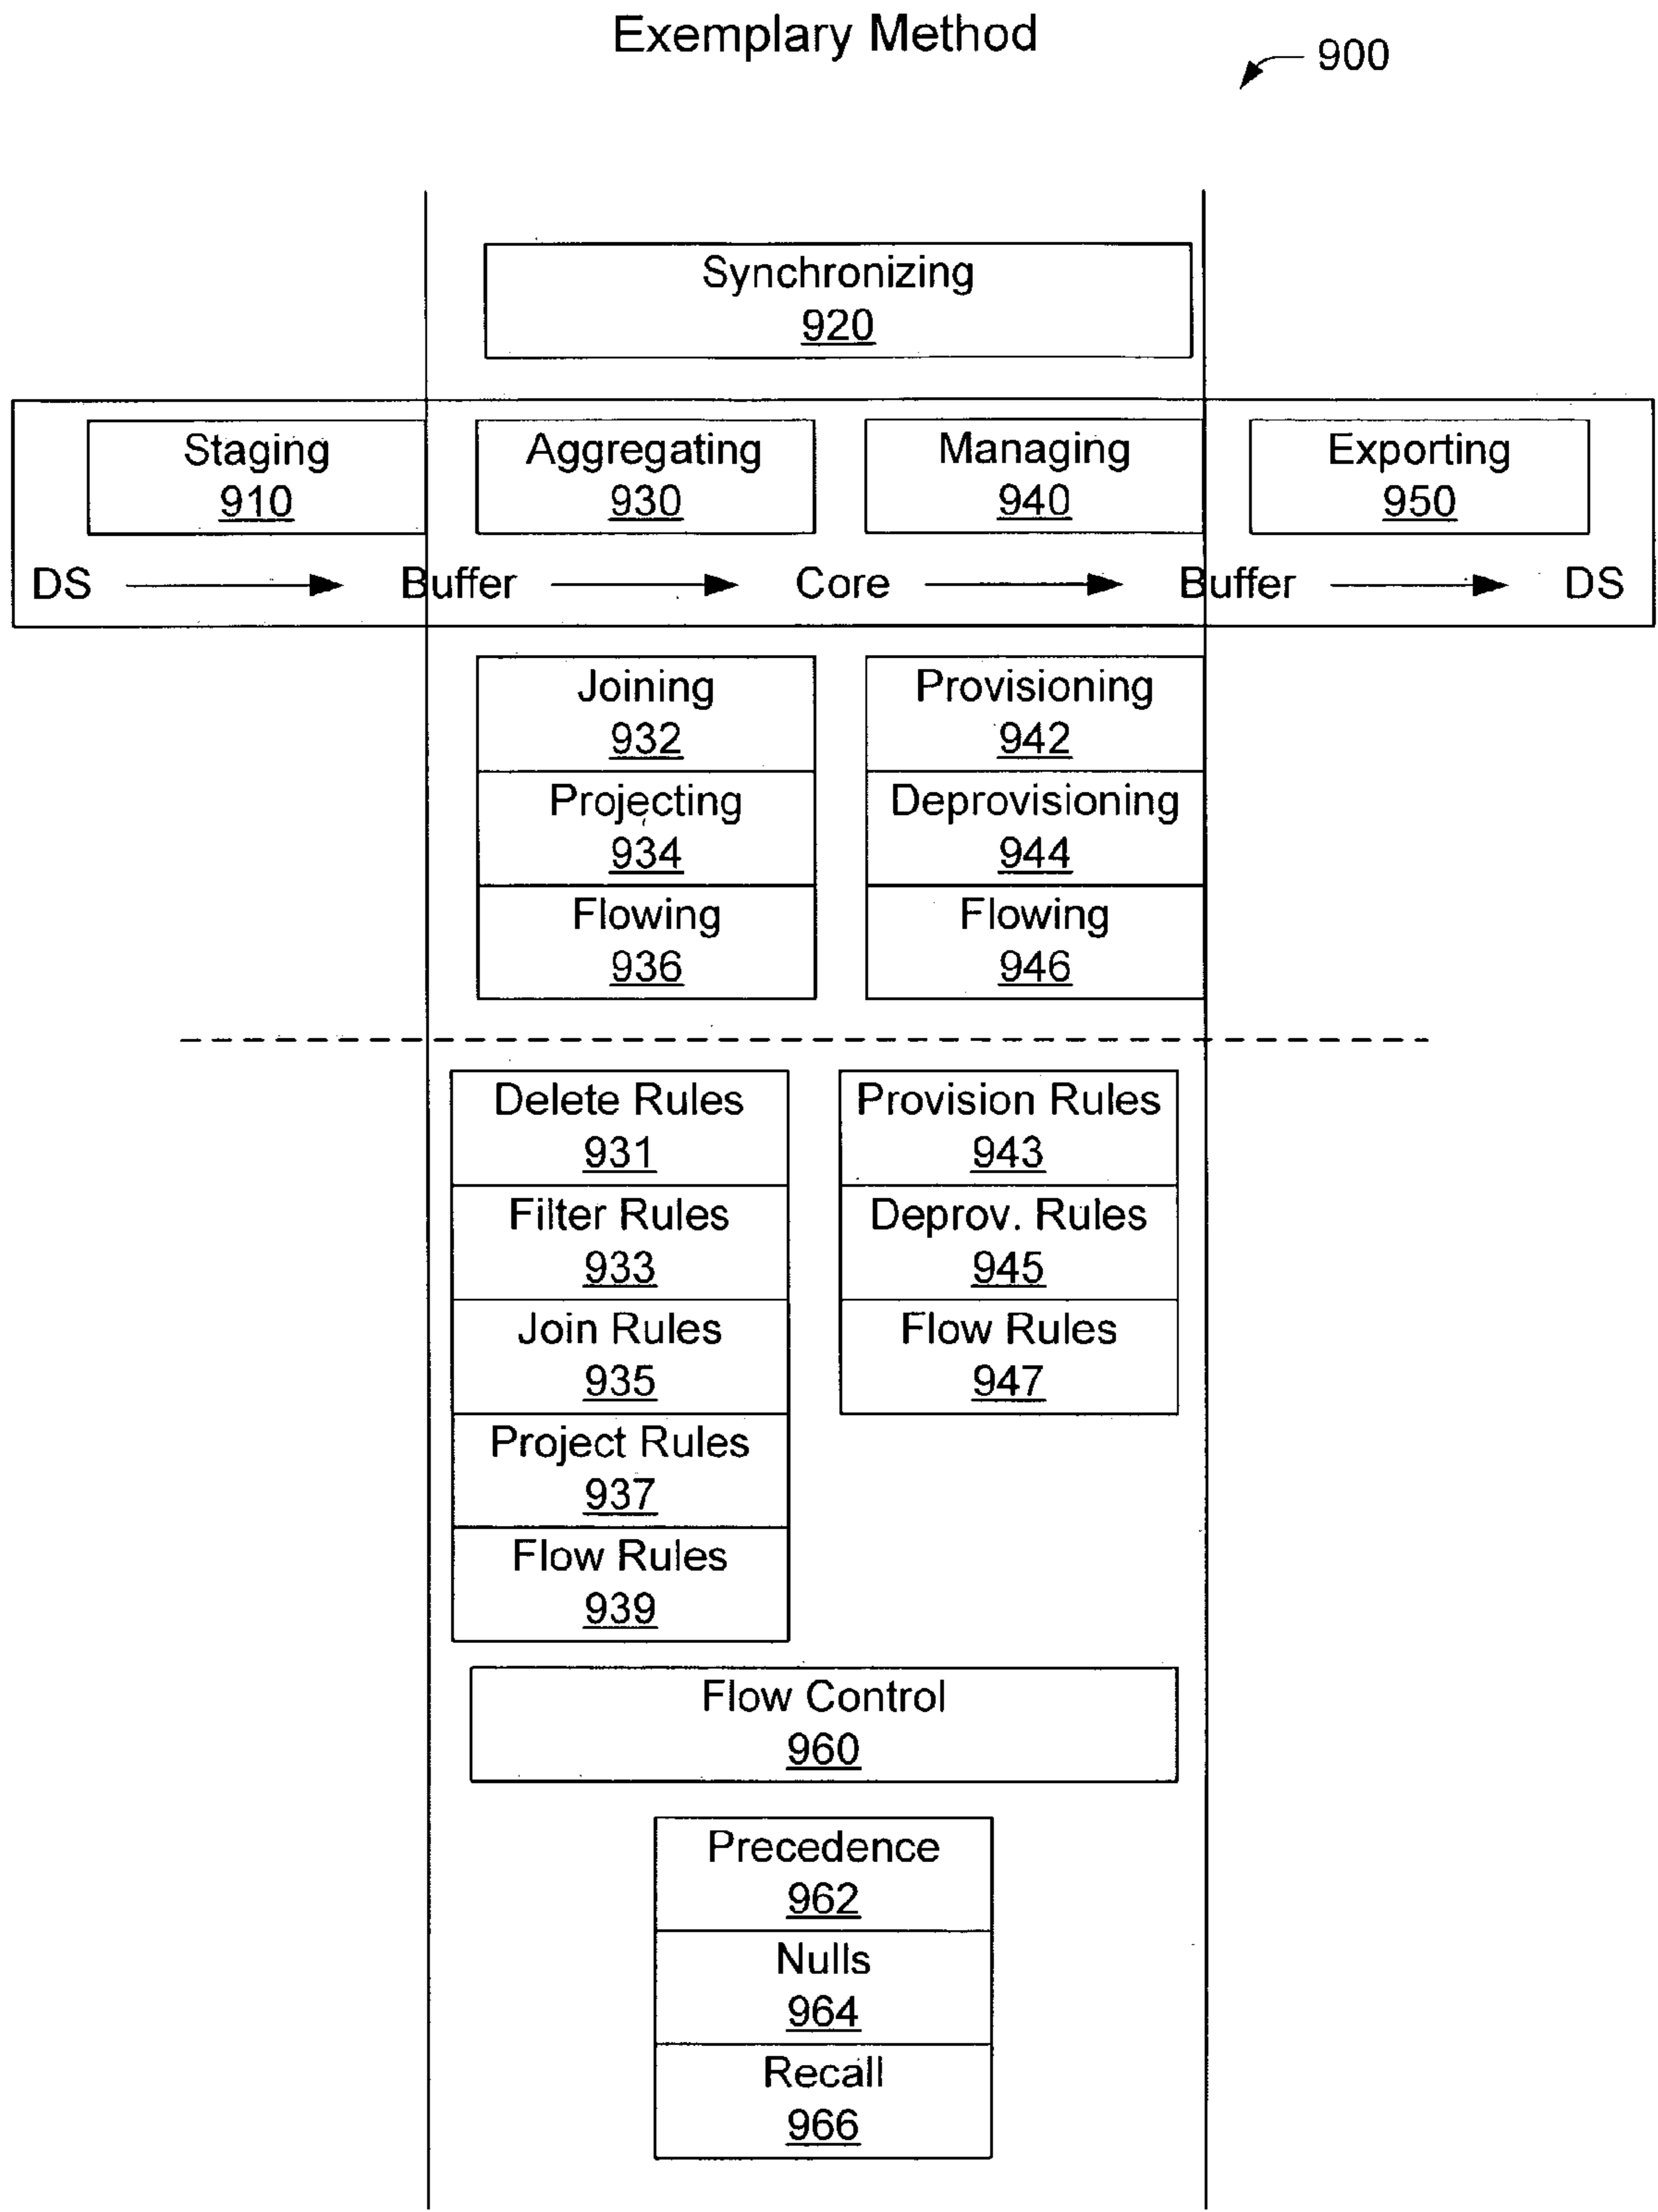 Exemplary Method
900
Synchronizing
920
Staging Aggregating Managing Exporting
910 930 940 950
DS Buffer Core Buffer DS
Joining Provisioning
932 942
Projecting Deprovisioning
934 944
Flowing Flowing
936 946
Delete Rules Provision Rules
931 943
Filter Rules Deprov. Rules
933 945
Join Rules Flow Rules
935 947
Project Rules
937
Flow Rules
939
Flow Control
960
Precedence
962
Nulls
964
Recall
966